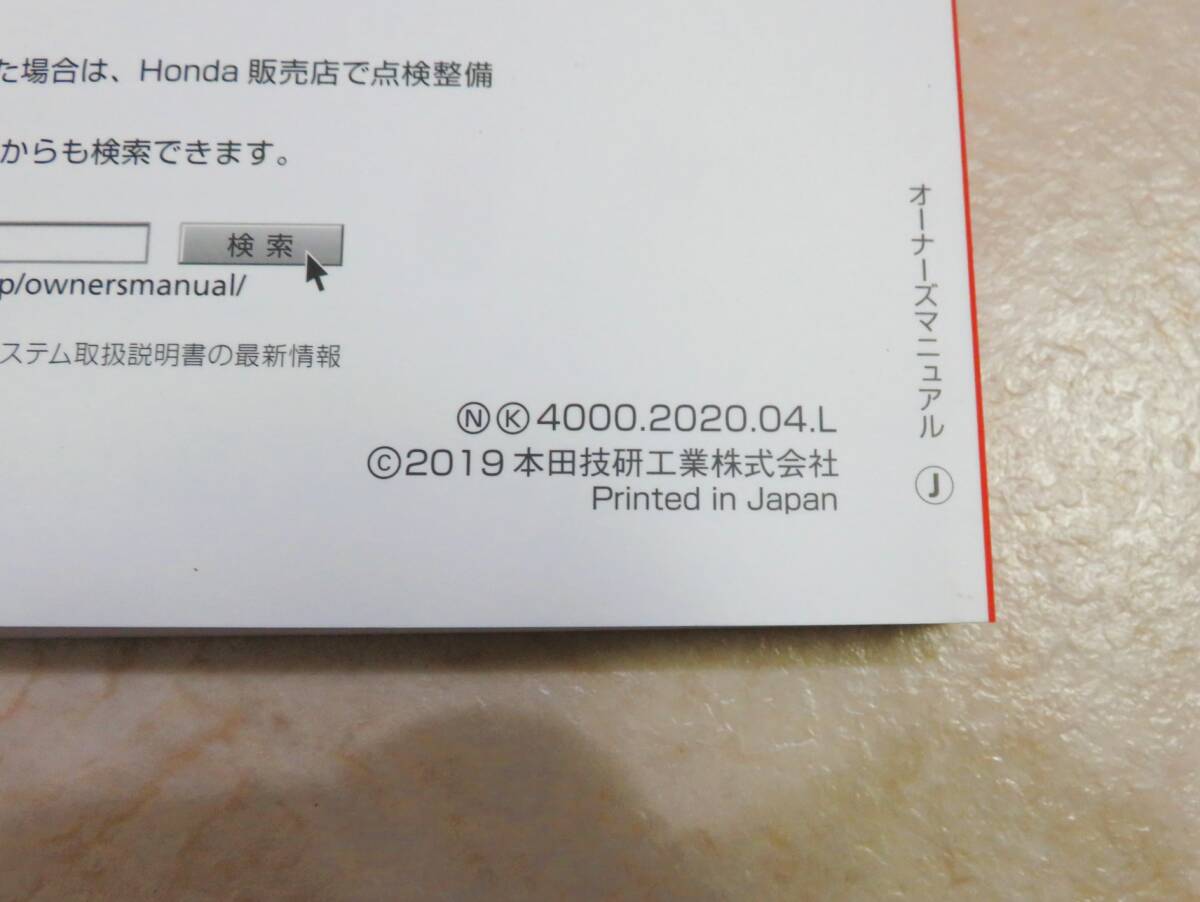 た場合は、Honda 販売店で点検整備
からも検索できます。
検索
p/ownersmanual/
ステム取扱説明書の最新情報
ⓃⓀ4000.2020.04.L
©2019 本田技研工業株式会社
Printed in Japan
オーナーズマニュアル Ⓙ